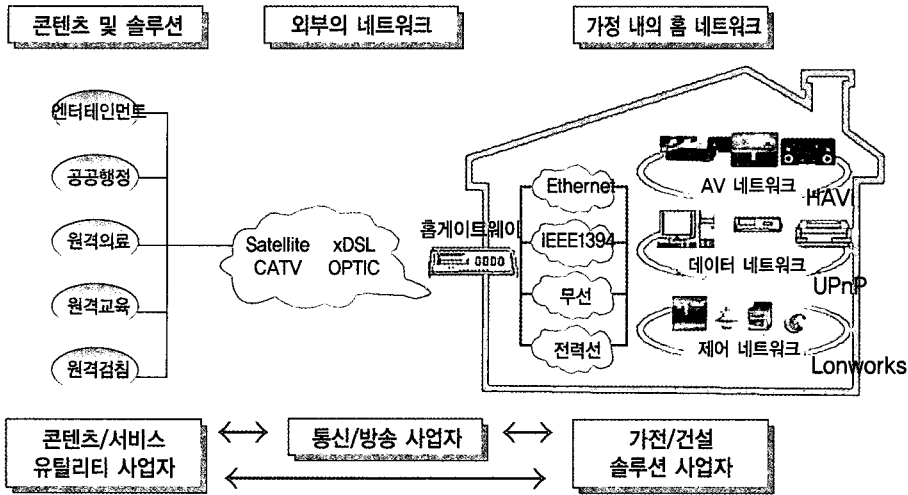 콘텐츠 및 솔루션
외부의 네트워크
가정 내의 홈 네트워크
엔터테인먼트
공공행정
원격의료
원격교육
원격검침
Satellite xDSL
CATV OPTIC
홈게이트웨이
Ethernet
IEEE1394
무선
전력선
AV 네트워크
HAVi
데이터 네트워크
UPnP
제어 네트워크
Lonworks
콘텐츠/서비스
유틸리티 사업자
통신/방송 사업자
가전/건설
솔루션 사업자